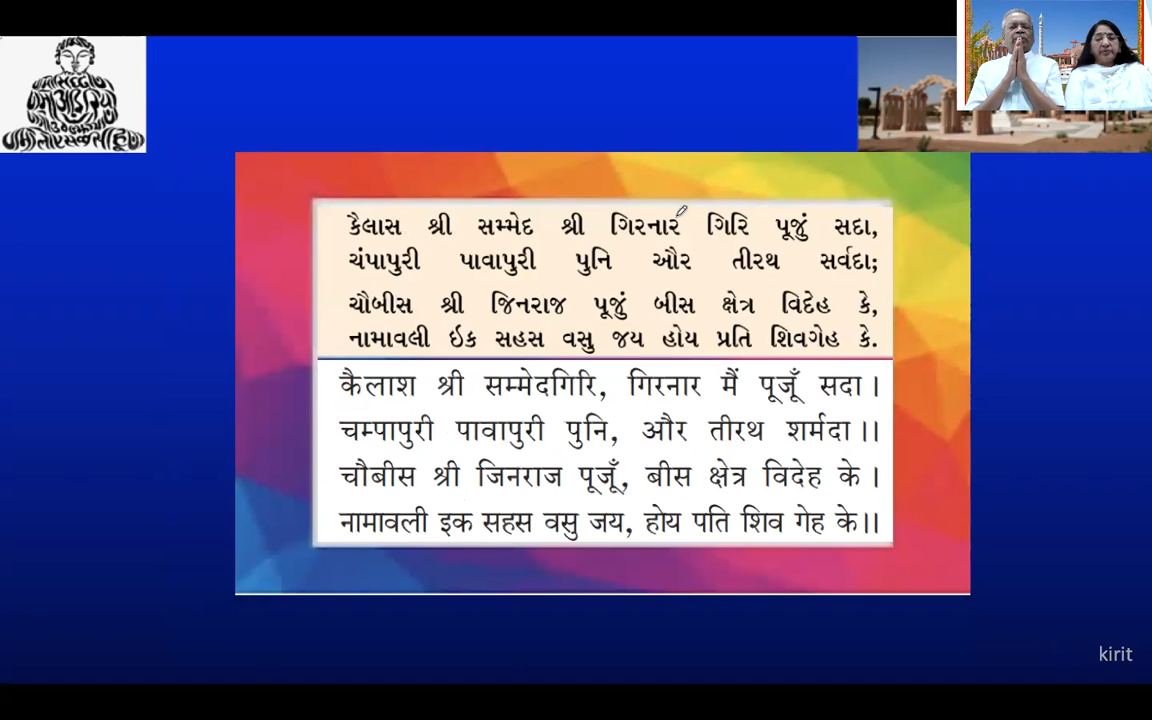 કૈલાસ શ્રી સમ્મેદ શ્રી ગિરનાર ગિરિ પૂજું સદા,
ચંપાપુરી પાવાપુરી પુનિ ઔર તીરથ સર્વદા;
ચૌબીસ શ્રી જિનરાજ પૂજું બીસ ક્ષેત્ર વિદેહ કે,
નામાવલી ઇક સહસ વસુ જય હોય પ્રતિ શિવગેહ કે.
कैलाश श्री सम्मेदगिरि, गिरनार मैं पूजूँ सदा।
चम्पापुरी पावापुरी पुनि, और तीरथ शर्मदा।।
चौबीस श्री जिनराज पूजूँ, बीस क्षेत्र विदेह के।
नामावली इक सहस वसु जय, होय पति शिव गेह के।।
kirit